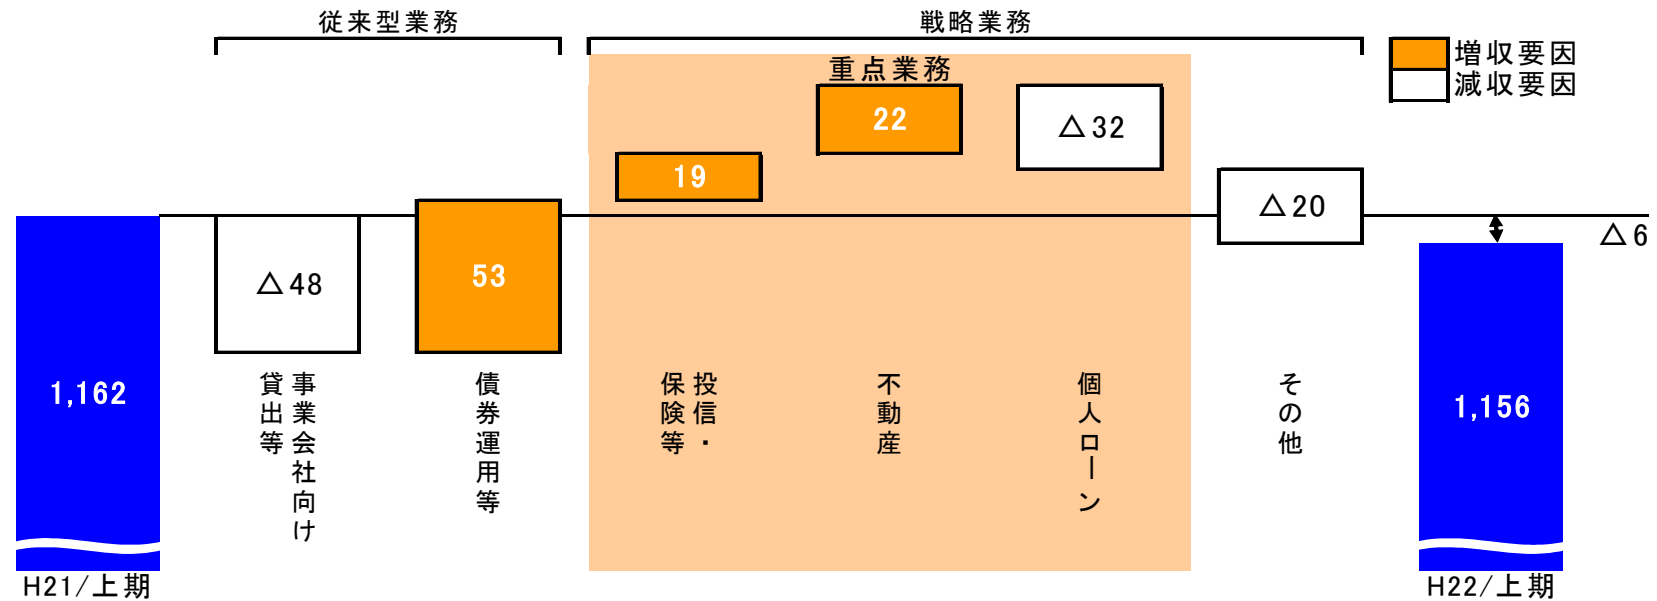 従来型業務
戦略業務
増収要因
減収要因
重点業務
22
△32
19
△20
△6
△48
53
1,162
1,156
事業会社向け
貸出等
債券運用等
投信・
保険等
不動産
個人ローン
その他
H21/上期
H22/上期